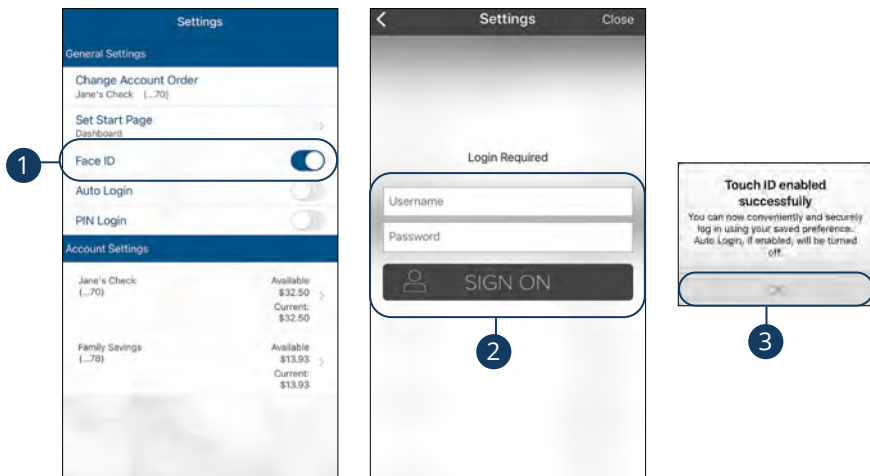 Settings
General Settings
Change Account Order
Jane's Check (...70)
Set Start Page
Dashboard
1
Face ID
Auto Login
PIN Login
Account Settings
Jane's Check
(...70)
Available
$32.50
Current:
$32.50
Family Savings
(...78)
Available
$13.93
Current:
$13.93
Settings
Close
Login Required
Username
Password
SIGN ON
2
Touch ID enabled
successfully
You can now conveniently and securely
log in using your saved preference.
Auto Login, if enabled, will be turned
off.
OK
3